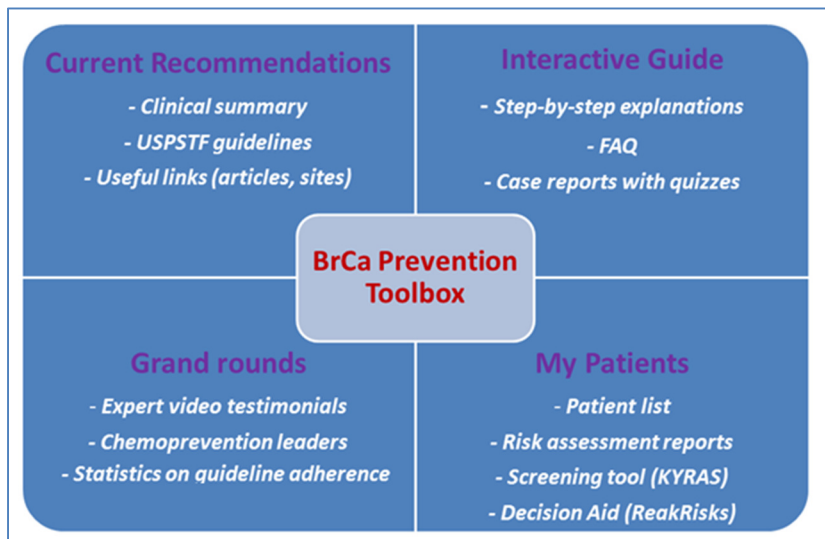 Current Recommendations
- Clinical summary
- USPSTF guidelines
- Useful links (articles, sites)
Interactive Guide
- Step-by-step explanations
- FAQ
- Case reports with quizzes
BrCa Prevention
Toolbox
Grand rounds
- Expert video testimonials
- Chemoprevention leaders
- Statistics on guideline adherence
My Patients
- Patient list
- Risk assessment reports
- Screening tool (KYRAS)
- Decision Aid (ReakRisks)